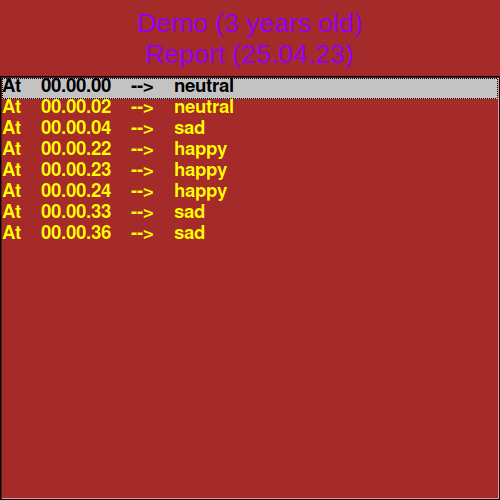 Demo (3 years old)
Report (25.04.23)
At 00.00.00 --> neutral
At 00.00.02 --> neutral
At 00.00.04 --> sad
At 00.00.22 --> happy
At 00.00.23 --> happy
At 00.00.24 --> happy
At 00.00.33 --> sad
At 00.00.36 --> sad